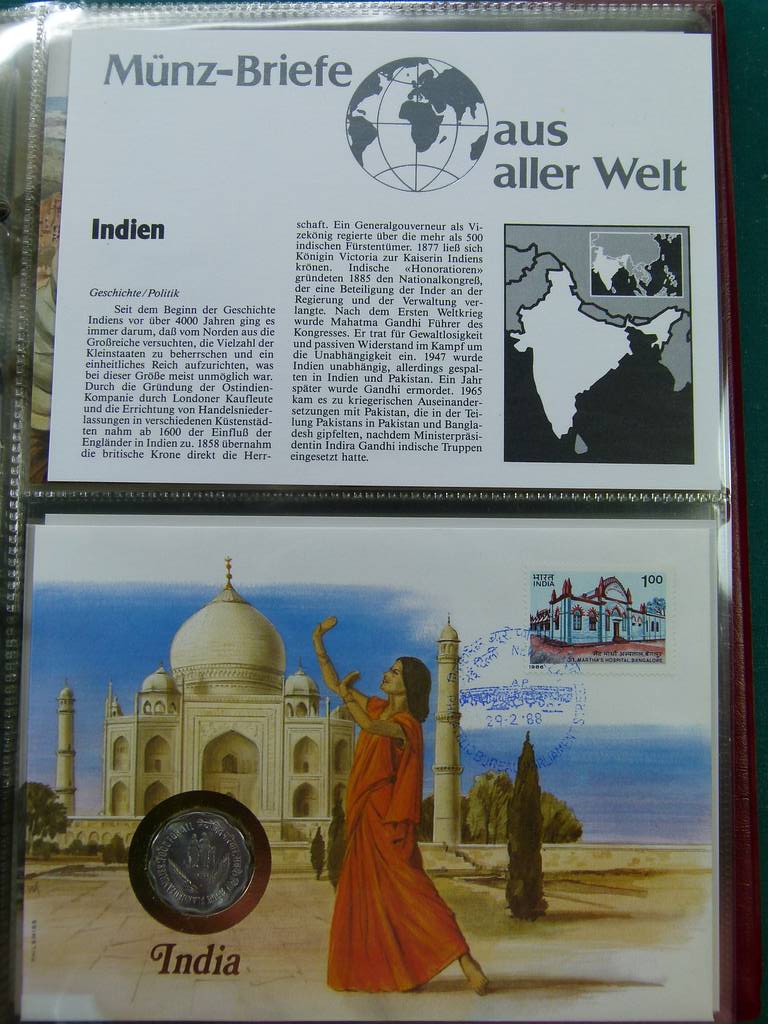 Münz-Briefe
aus
aller Welt
Indien
Geschichte/Politik
Seit dem Beginn der Geschichte
Indiens vor über 4000 Jahren ging es
immer darum, daß vom Norden aus die
Großreiche versuchten, die Vielzahl der
Kleinstaaten zu beherrschen und ein
einheitliches Reich aufzurichten, was
bei dieser Größe meist unmöglich war.
Durch die Gründung der Ostindien-
Kompanie durch Londoner Kaufleute
und die Errichtung von Handelsnieder-
lassungen in verschiedenen Küstenstäd-
ten nahm ab 1600 der Einfluß der
Engländer in Indien zu. 1858 übernahm
die britische Krone direkt die Herr-
schaft. Ein Generalgouverneur als Vi-
zekönig regierte über die mehr als 500
indischen Fürstentümer. 1877 ließ sich
Königin Victoria zur Kaiserin Indiens
krönen. Indische «Honoratioren»
gründeten 1885 den Nationalkongreß,
der eine Beteiligung der Inder an der
Regierung und der Verwaltung ver-
langte. Nach dem Ersten Weltkrieg
wurde Mahatma Gandhi Führer des
Kongresses. Er trat für Gewaltlosigkeit
und passiven Widerstand im Kampf um
die Unabhängigkeit ein. 1947 wurde
Indien unabhängig, allerdings gespal-
ten in Indien und Pakistan. Ein Jahr
später wurde Gandhi ermordet. 1965
kam es zu kriegerischen Auseinander-
setzungen mit Pakistan, die in der Tei-
lung Pakistans in Pakistan und Bangla-
desh gipfelten, nachdem Ministerpräsi-
dentin Indira Gandhi indische Truppen
eingesetzt hatte.
भारत
INDIA
1.00
सेंट मार्थाज़ अस्पताल, बेंगलूर
1986 ST. MARTHA'S HOSPITAL BANGALORE
NEW
29-2-'88
India